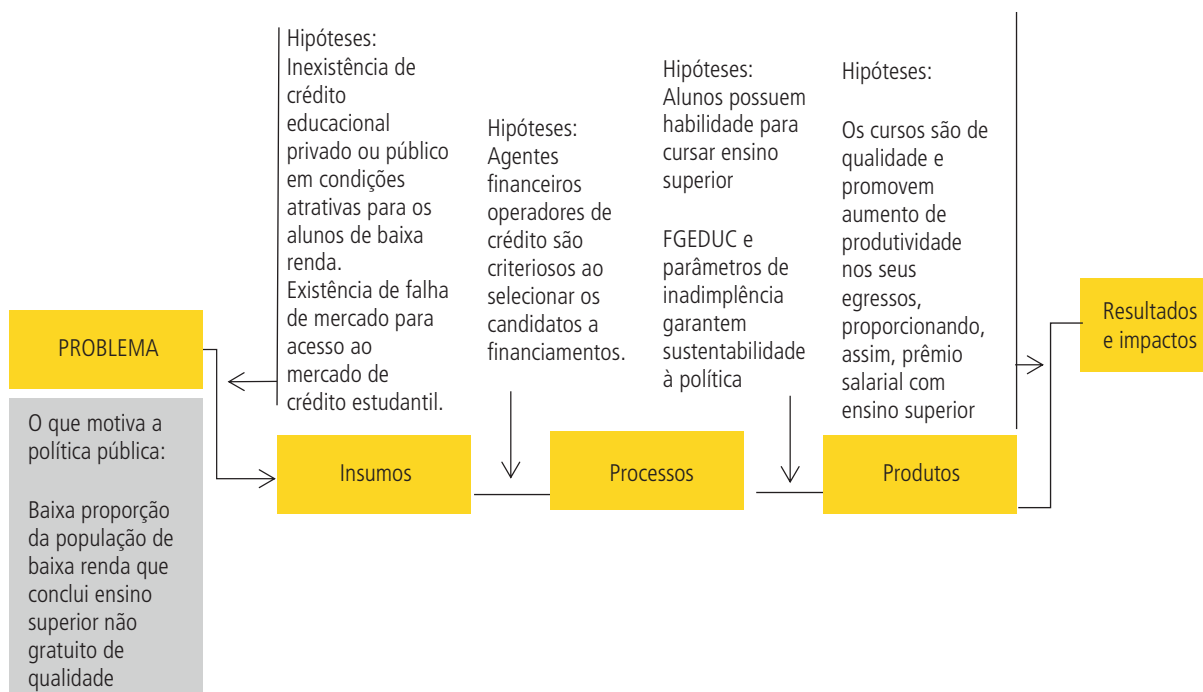 PROBLEMA
O que motiva a
política pública:
Baixa proporção
da população de
baixa renda que
conclui ensino
superior não
gratuito de
qualidade
Hipóteses:
Inexistência de
crédito
educacional
privado ou público
em condições
atrativas para os
alunos de baixa
renda.
Existência de falha
de mercado para
acesso ao
mercado de
crédito estudantil.
Insumos
Hipóteses:
Agentes
financeiros
operadores de
crédito são
criteriosos ao
selecionar os
candidatos a
financiamentos.
Processos
Hipóteses:
Alunos possuem
habilidade para
cursar ensino
superior
FGEDUC e
parâmetros de
inadimplência
garantem
sustentabilidade
à política
Produtos
Hipóteses:
Os cursos são de
qualidade e
promovem
aumento de
produtividade
nos seus
egressos,
proporcionando,
assim, prêmio
salarial com
ensino superior
Resultados
e impactos